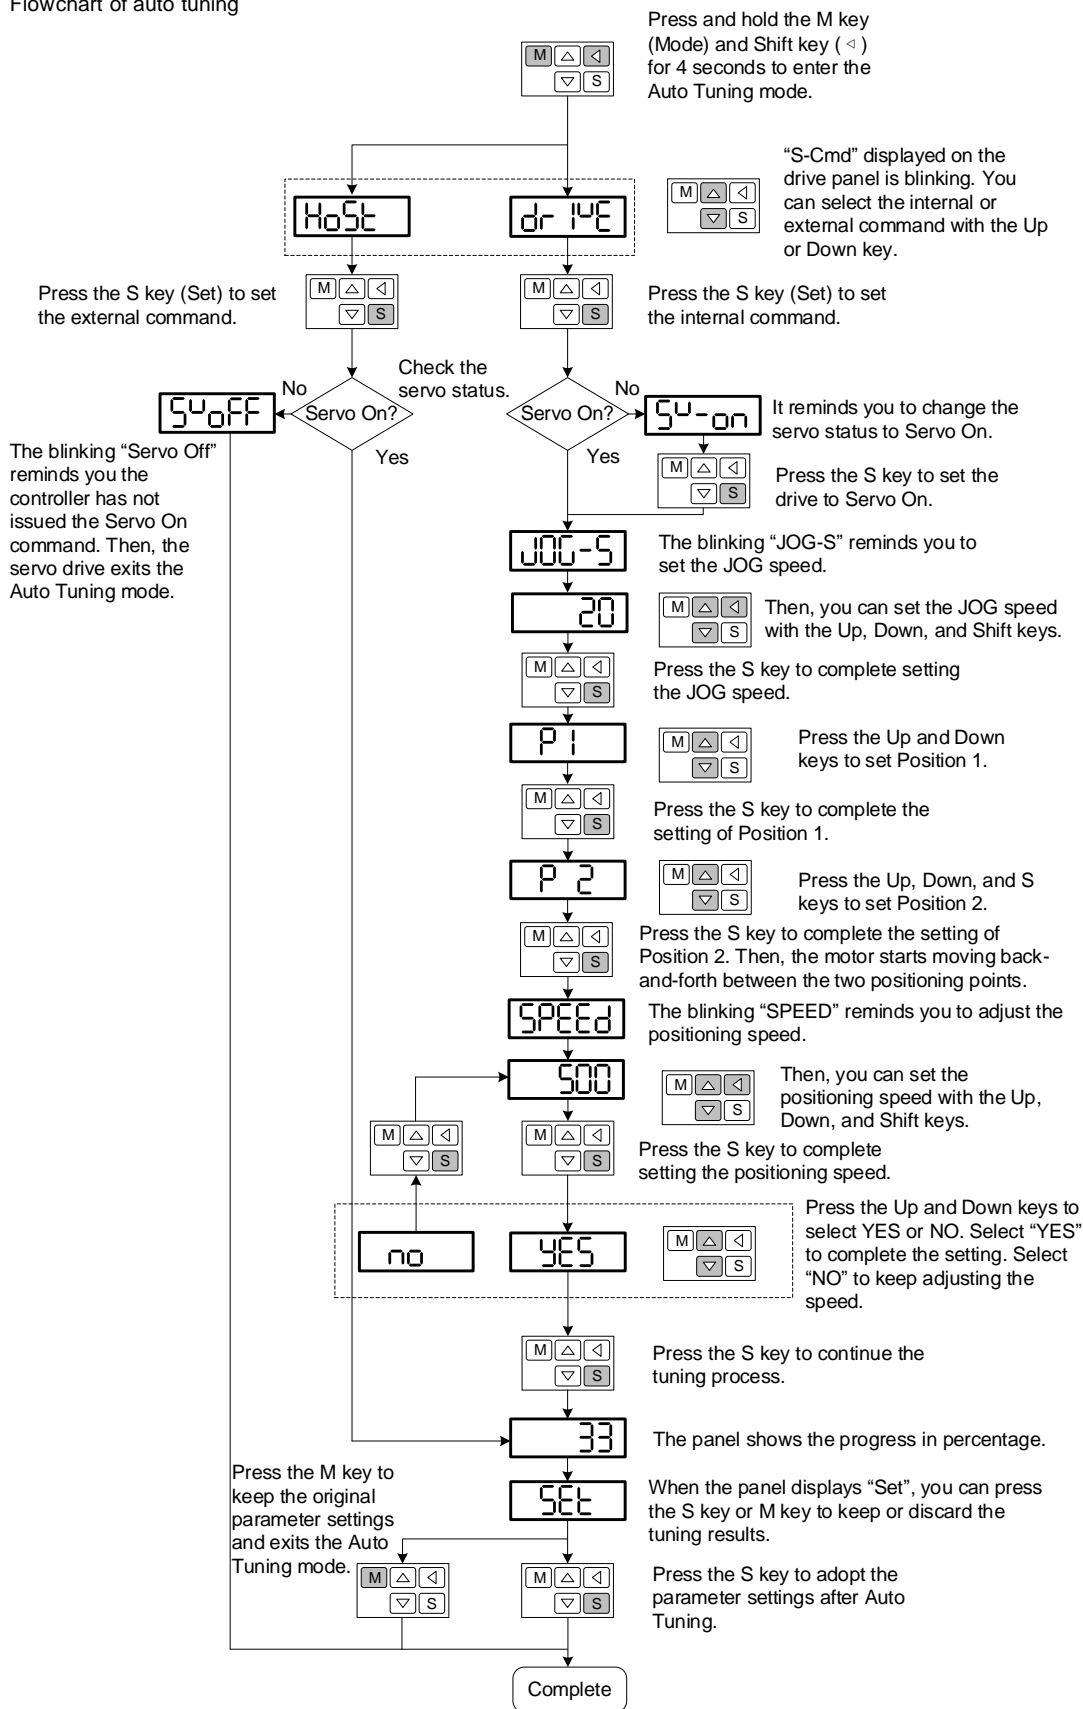 Flowchart of auto tuning
Press and hold the M key
(Mode) and Shift key ( ◁ )
for 4 seconds to enter the
Auto Tuning mode.
M △ ◁
▽ S
“S-Cmd” displayed on the
drive panel is blinking. You
can select the internal or
external command with the Up
or Down key.
M △ ◁
▽ S
HoSt
drIvE
Press the S key (Set) to set
the external command.
M △ ◁
▽ S
M △ ◁
▽ S
Press the S key (Set) to set
the internal command.
Check the
servo status.
SvoFF
No
Servo On?
Yes
Servo On?
No
Yes
Sv-on
It reminds you to change the
servo status to Servo On.
The blinking “Servo Off”
reminds you the
controller has not
issued the Servo On
command. Then, the
servo drive exits the
Auto Tuning mode.
M △ ◁
▽ S
Press the S key to set the
drive to Servo On.
JOG-S
The blinking “JOG-S” reminds you to
set the JOG speed.
20
M △ ◁
▽ S
Then, you can set the JOG speed
with the Up, Down, and Shift keys.
M △ ◁
▽ S
Press the S key to complete setting
the JOG speed.
P1
M △ ◁
▽ S
Press the Up and Down
keys to set Position 1.
M △ ◁
▽ S
Press the S key to complete the
setting of Position 1.
P 2
M △ ◁
▽ S
Press the Up, Down, and S
keys to set Position 2.
M △ ◁
▽ S
Press the S key to complete the setting of
Position 2. Then, the motor starts moving back-
and-forth between the two positioning points.
SPEEd
The blinking “SPEED” reminds you to adjust the
positioning speed.
500
M △ ◁
▽ S
Then, you can set the
positioning speed with the Up,
Down, and Shift keys.
M △ ◁
▽ S
M △ ◁
▽ S
Press the S key to complete
setting the positioning speed.
no
YES
M △ ◁
▽ S
Press the Up and Down keys to
select YES or NO. Select “YES”
to complete the setting. Select
“NO” to keep adjusting the
speed.
M △ ◁
▽ S
Press the S key to continue the
tuning process.
33
The panel shows the progress in percentage.
SEt
When the panel displays “Set”, you can press
the S key or M key to keep or discard the
tuning results.
Press the M key to
keep the original
parameter settings
and exits the Auto
Tuning mode.
M △ ◁
▽ S
M △ ◁
▽ S
Press the S key to adopt the
parameter settings after Auto
Tuning.
Complete